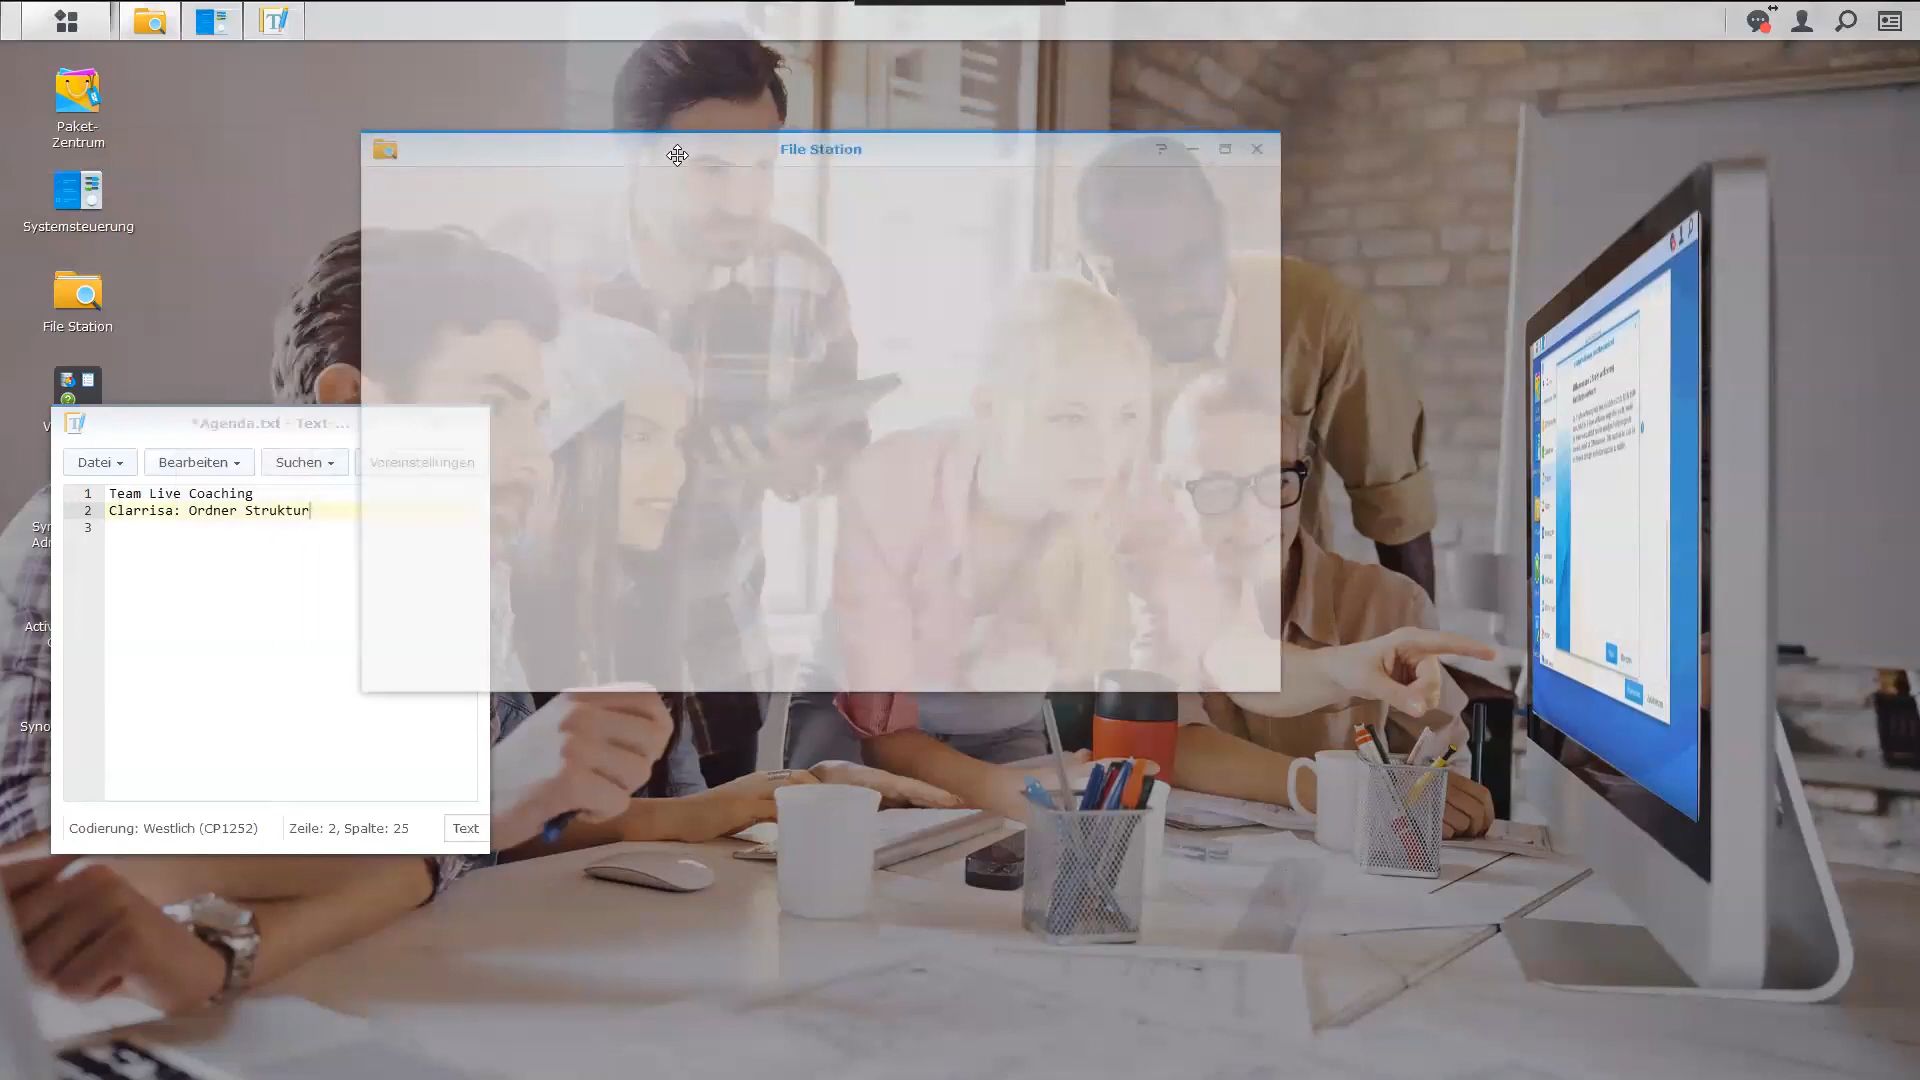 Paket-
Zentrum
Systemsteuerung
File Station
File Station
*Agenda.txt - Text-...
Datei
Bearbeiten
Suchen
Voreinstellungen
1 Team Live Coaching
2 Clarrisa: Ordner Struktur
3
Codierung: Westlich (CP1252)
Zeile: 2, Spalte: 25
Text